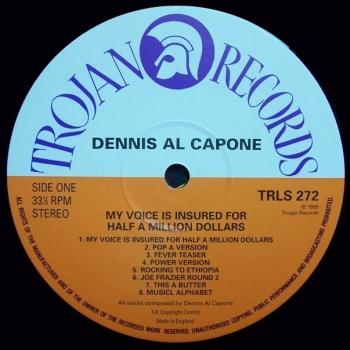 TROJAN RECORDS
DENNIS AL CAPONE
SIDE ONE
33⅓ RPM
STEREO
TRLS 272
℗ 1989
Trojan Records
MY VOICE IS INSURED FOR
HALF A MILLION DOLLARS
1. MY VOICE IS INSURED FOR HALF A MILLION DOLLARS
2. POP A VERSION
3. FEVER TEASER
4. POWER VERSION
5. ROCKING TO ETHIOPIA
6. JOE FRAZIER ROUND 2
7. THIS A BUTTER
8. MUSICL ALPHABET
All tracks composed by Dennis Al Capone
1-8. Copyright Control
Made in England
ALL RIGHTS OF THE MANUFACTURER AND OF THE OWNER OF THE RECORDED WORK RESERVED. UNAUTHORISED COPYING, PUBLIC PERFORMANCE AND BROADCASTING PROHIBITED.